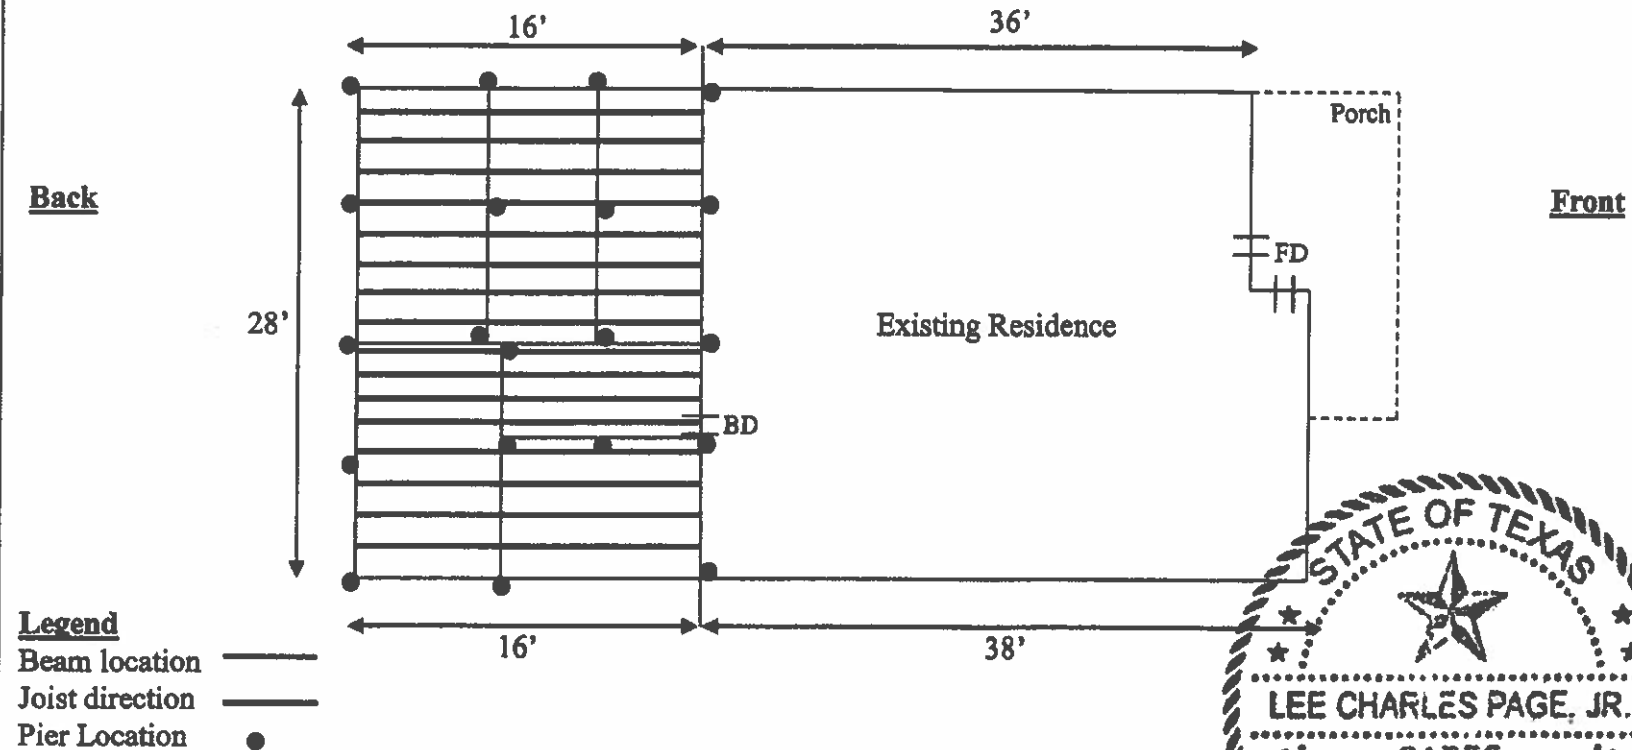 16'
36'
Porch
Back
Front
FD
28'
Existing Residence
BD
16'
38'
Legend
Beam location
Joist direction
Pier Location
STATE OF TEXAS
LEE CHARLES PAGE, JR.